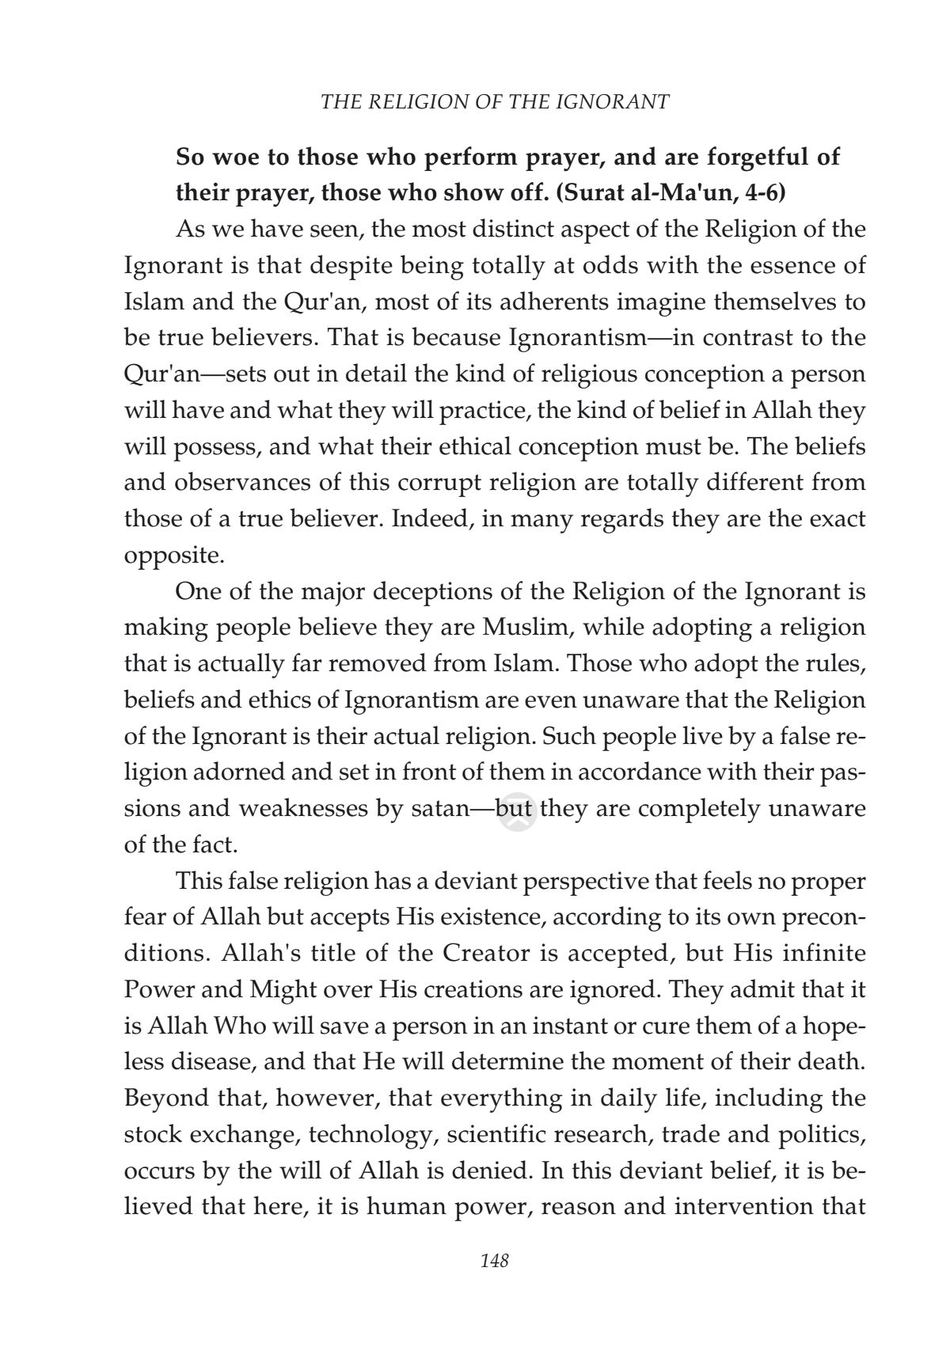 THE RELIGION OF THE IGNORANT
So woe to those who perform prayer, and are forgetful of
their prayer, those who show off. (Surat al-Ma'un, 4-6)
As we have seen, the most distinct aspect of the Religion of the
Ignorant is that despite being totally at odds with the essence of
Islam and the Qur'an, most of its adherents imagine themselves to
be true believers. That is because Ignorantism—in contrast to the
Qur'an—sets out in detail the kind of religious conception a person
will have and what they will practice, the kind of belief in Allah they
will possess, and what their ethical conception must be. The beliefs
and observances of this corrupt religion are totally different from
those of a true believer. Indeed, in many regards they are the exact
opposite.
One of the major deceptions of the Religion of the Ignorant is
making people believe they are Muslim, while adopting a religion
that is actually far removed from Islam. Those who adopt the rules,
beliefs and ethics of Ignorantism are even unaware that the Religion
of the Ignorant is their actual religion. Such people live by a false re-
ligion adorned and set in front of them in accordance with their pas-
sions and weaknesses by satan—but they are completely unaware
of the fact.
This false religion has a deviant perspective that feels no proper
fear of Allah but accepts His existence, according to its own precon-
ditions. Allah's title of the Creator is accepted, but His infinite
Power and Might over His creations are ignored. They admit that it
is Allah Who will save a person in an instant or cure them of a hope-
less disease, and that He will determine the moment of their death.
Beyond that, however, that everything in daily life, including the
stock exchange, technology, scientific research, trade and politics,
occurs by the will of Allah is denied. In this deviant belief, it is be-
lieved that here, it is human power, reason and intervention that
148